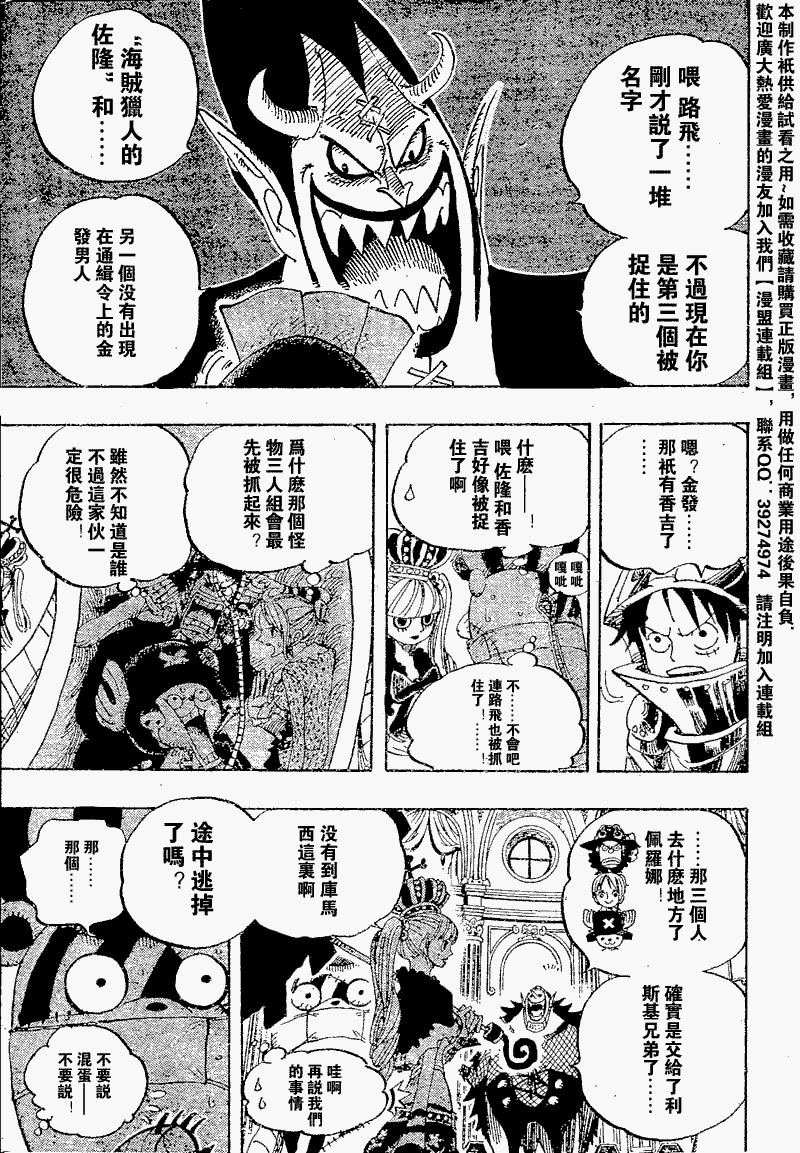 本制作衹供給試看之用~如需收藏請購買正版漫畫，用做任何商業用途後果自負.
歡迎廣大熱愛漫畫的漫友加入我們【漫盟連載組】，聯系QQ：39274974 請注明加入連載組
喂 路飛……
剛才説了一堆
名字
不過現在你
是第三個被
捉住的
“海賊獵人的
佐隆”和……
另一個没有出現
在通緝令上的金
發男人
嗯？金發……
那衹有香吉了
……
什麽——！
喂 佐隆和香
吉好像被捉
住了啊
嘎呲
嘎呲
不……不會吧
連路飛也被抓
住了！……！
爲什麽那個怪
物三人組會最
先被抓起來？
雖然不知道是誰
不過這家伙一
定很危險！
……那三個人
去什麽地方了
佩羅娜！
確實是交給了利
斯基兄弟了……
没有到庫馬
西這裏啊
哇啊
再説我們
的事情
途中逃掉
了嗎？
那……
那個……
不要説
混蛋——
不要説！